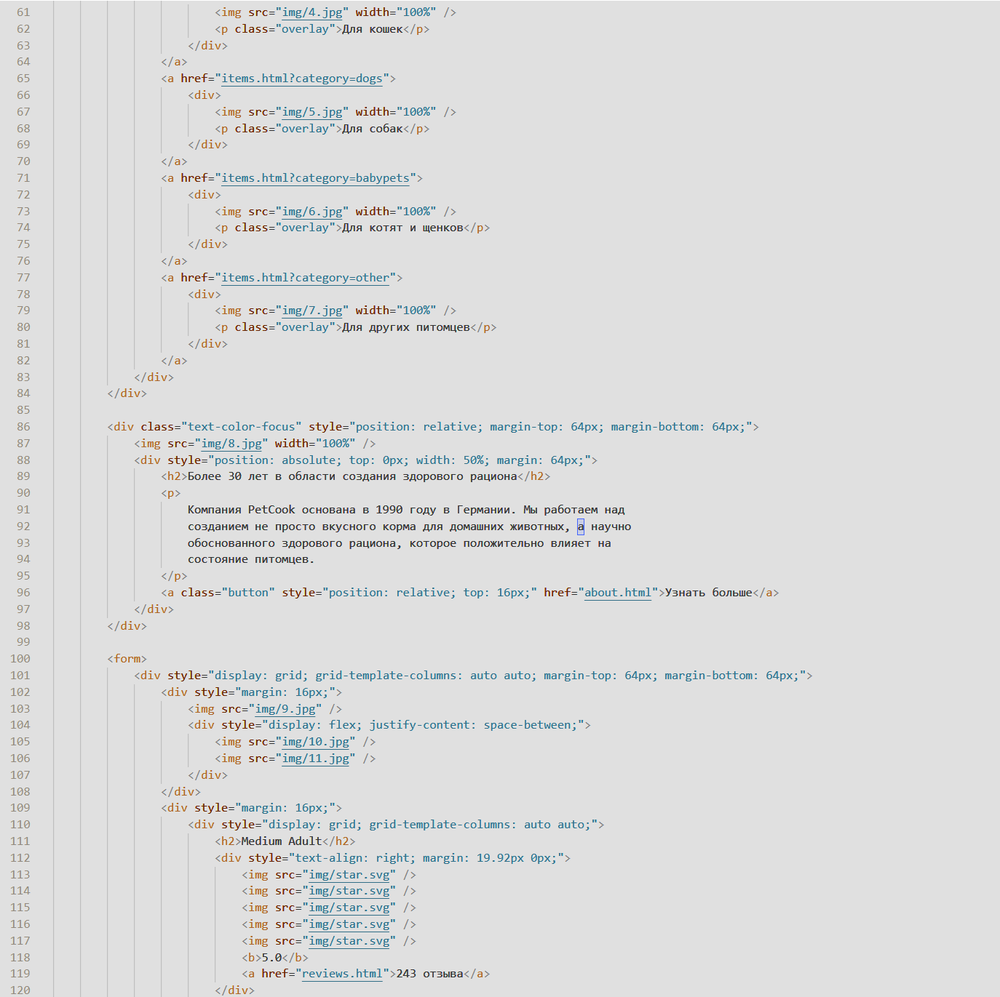 61 <img src="img/4.jpg" width="100%" />
62 <p class="overlay">Для кошек</p>
63 </div>
64 </a>
65 <a href="items.html?category=dogs">
66 <div>
67 <img src="img/5.jpg" width="100%" />
68 <p class="overlay">Для собак</p>
69 </div>
70 </a>
71 <a href="items.html?category=babypets">
72 <div>
73 <img src="img/6.jpg" width="100%" />
74 <p class="overlay">Для котят и щенков</p>
75 </div>
76 </a>
77 <a href="items.html?category=other">
78 <div>
79 <img src="img/7.jpg" width="100%" />
80 <p class="overlay">Для других питомцев</p>
81 </div>
82 </a>
83 </div>
84 </div>
85
86 <div class="text-color-focus" style="position: relative; margin-top: 64px; margin-bottom: 64px;">
87 <img src="img/8.jpg" width="100%" />
88 <div style="position: absolute; top: 0px; width: 50%; margin: 64px;">
89 <h2>Более 30 лет в области создания здорового рациона</h2>
90 <p>
91 Компания PetCook основана в 1990 году в Германии. Мы работаем над
92 созданием не просто вкусного корма для домашних животных, а научно
93 обоснованного здорового рациона, которое положительно влияет на
94 состояние питомцев.
95 </p>
96 <a class="button" style="position: relative; top: 16px;" href="about.html">Узнать больше</a>
97 </div>
98 </div>
99
100 <form>
101 <div style="display: grid; grid-template-columns: auto auto; margin-top: 64px; margin-bottom: 64px;">
102 <div style="margin: 16px;">
103 <img src="img/9.jpg" />
104 <div style="display: flex; justify-content: space-between;">
105 <img src="img/10.jpg" />
106 <img src="img/11.jpg" />
107 </div>
108 </div>
109 <div style="margin: 16px;">
110 <div style="display: grid; grid-template-columns: auto auto;">
111 <h2>Medium Adult</h2>
112 <div style="text-align: right; margin: 19.92px 0px;">
113 <img src="img/star.svg" />
114 <img src="img/star.svg" />
115 <img src="img/star.svg" />
116 <img src="img/star.svg" />
117 <img src="img/star.svg" />
118 <b>5.0</b>
119 <a href="reviews.html">243 отзыва</a>
120 </div>